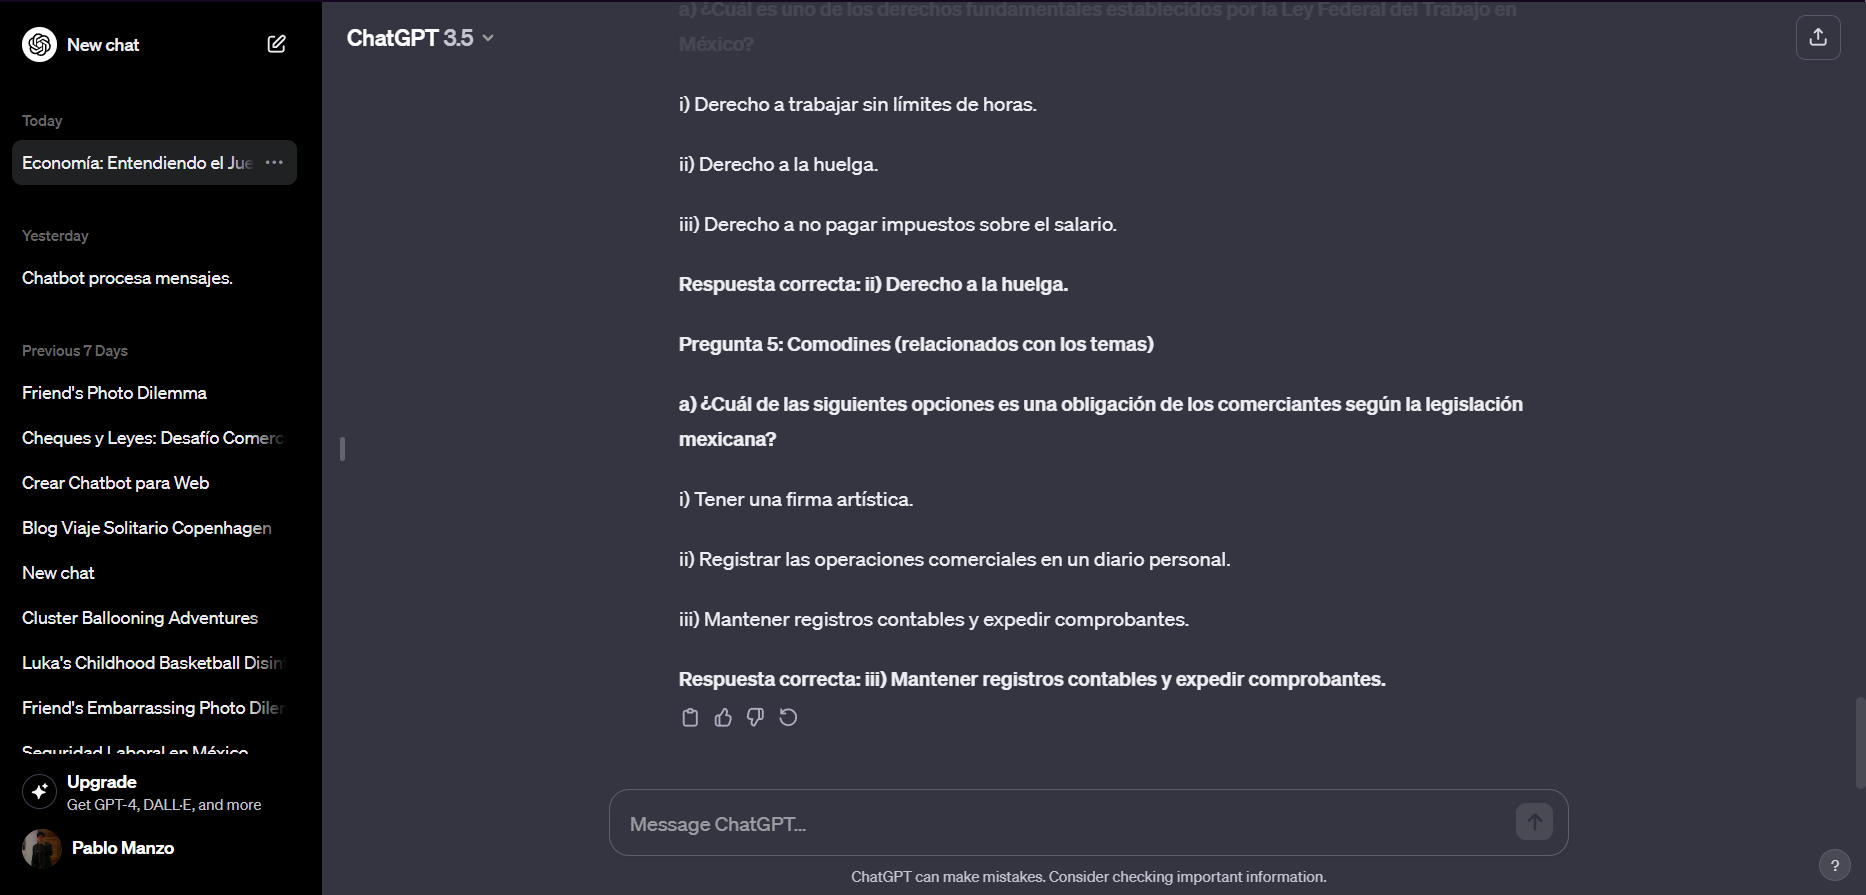 New chat
Today
Economía: Entendiendo el Jue
Yesterday
Chatbot procesa mensajes.
Previous 7 Days
Friend's Photo Dilemma
Cheques y Leyes: Desafío Comerc
Crear Chatbot para Web
Blog Viaje Solitario Copenhagen
New chat
Cluster Ballooning Adventures
Luka's Childhood Basketball Disin
Friend's Embarrassing Photo Dilem
Seguridad Laboral en México
Upgrade
Get GPT-4, DALL·E, and more
Pablo Manzo
ChatGPT 3.5
a) ¿Cuál es uno de los derechos fundamentales establecidos por la Ley Federal del Trabajo en
México?
i) Derecho a trabajar sin límites de horas.
ii) Derecho a la huelga.
iii) Derecho a no pagar impuestos sobre el salario.
Respuesta correcta: ii) Derecho a la huelga.
Pregunta 5: Comodines (relacionados con los temas)
a) ¿Cuál de las siguientes opciones es una obligación de los comerciantes según la legislación
mexicana?
i) Tener una firma artística.
ii) Registrar las operaciones comerciales en un diario personal.
iii) Mantener registros contables y expedir comprobantes.
Respuesta correcta: iii) Mantener registros contables y expedir comprobantes.
Message ChatGPT...
ChatGPT can make mistakes. Consider checking important information.
?